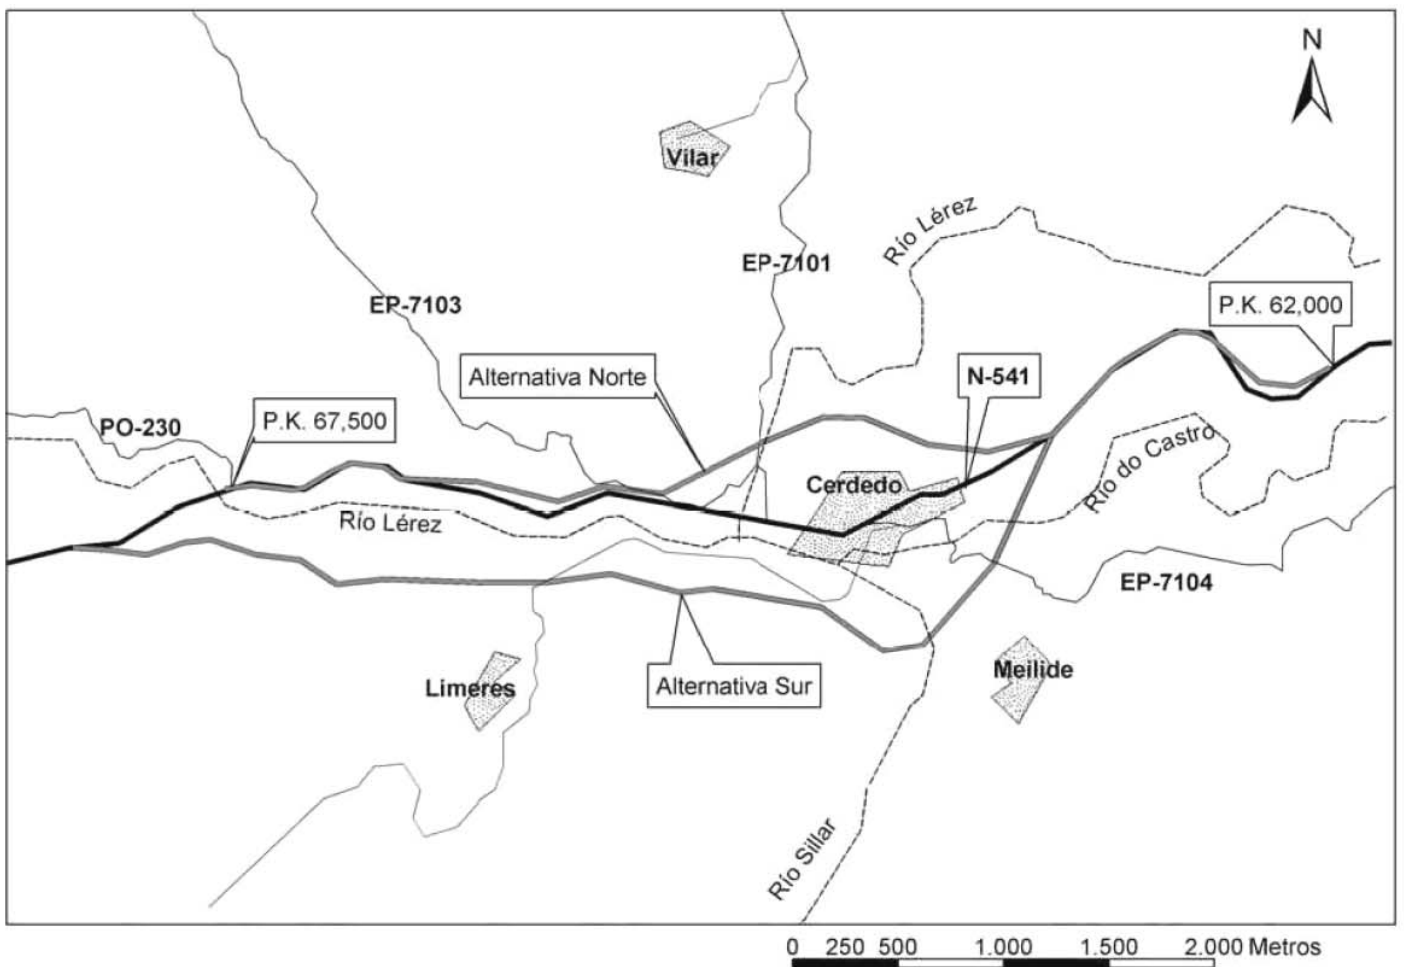 N
Vilar
Río Lérez
EP-7101
EP-7103
P.K. 62,000
Alternativa Norte
N-541
P.K. 67,500
PO-230
Cerdedo
Río do Castro
Río Lérez
EP-7104
Limeres
Alternativa Sur
Meilide
Río Sillar
0 250 500 1.000 1.500 2.000 Metros